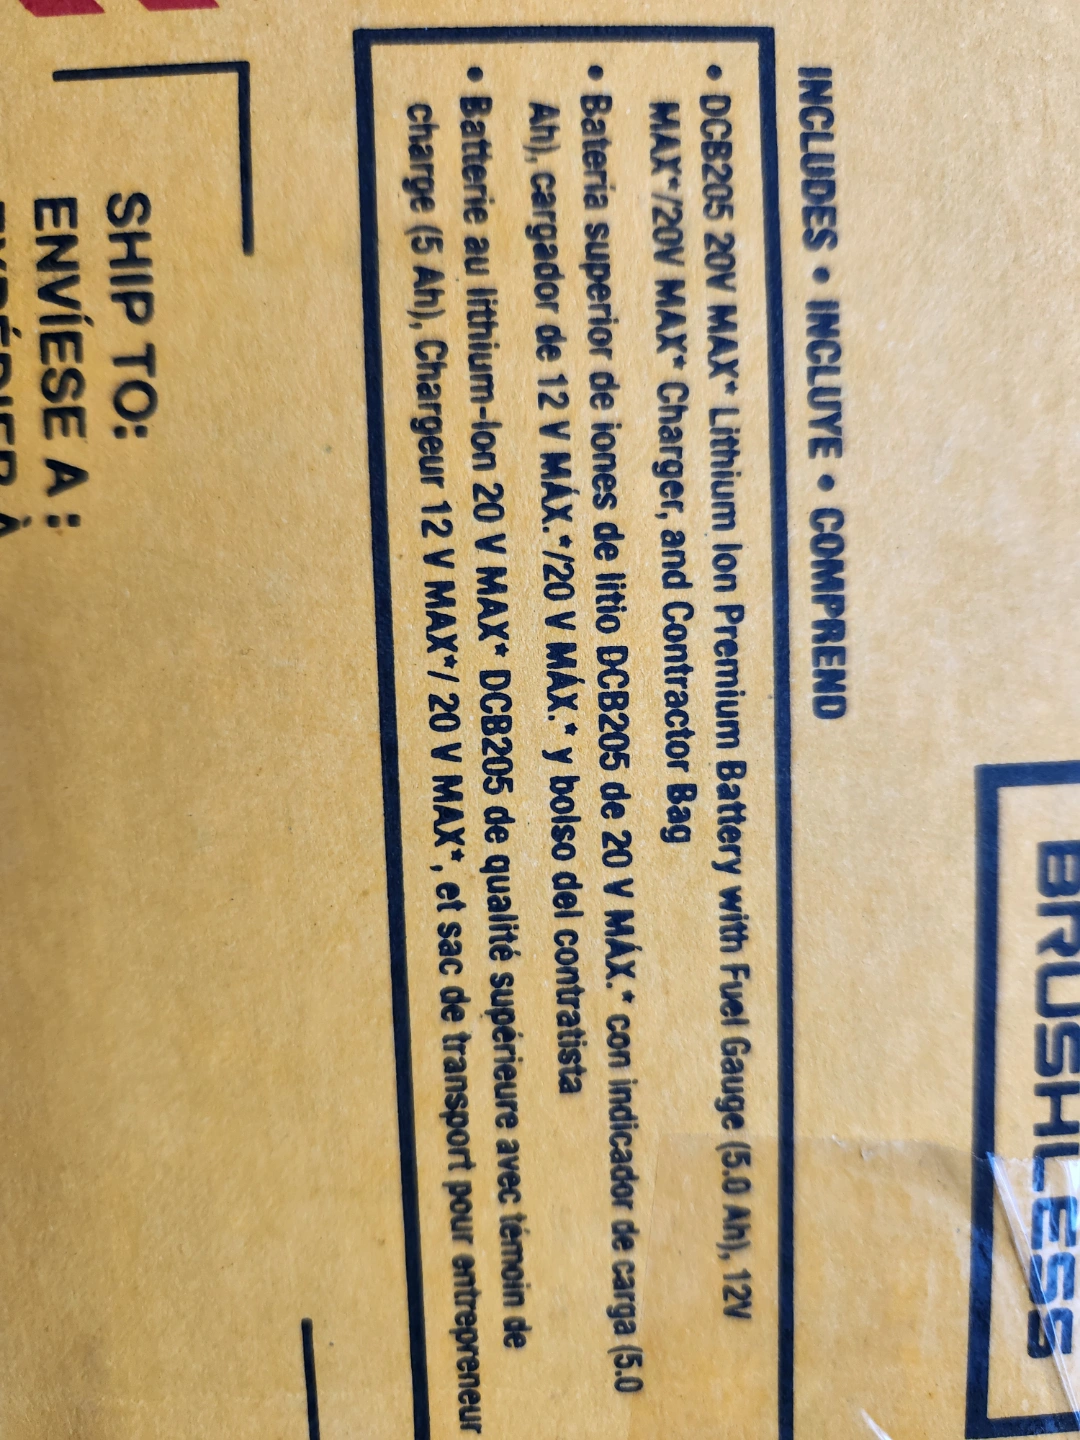 BRUSHLESS
INCLUDES • INCLUYE • COMPREND
• DCB205 20V MAX* Lithium Ion Premium Battery with Fuel Gauge (5.0 Ah), 12V
MAX*/20V MAX* Charger, and Contractor Bag
• Batería superior de iones de litio DCB205 de 20 V MÁX.* con indicador de carga (5.0
Ah), cargador de 12 V MÁX.*/20 V MÁX.* y bolso del contratista
• Batterie au lithium-Ion 20 V MAX* DCB205 de qualité supérieure avec témoin de
charge (5 Ah), Chargeur 12 V MAX*/ 20 V MAX*, et sac de transport pour entrepreneur
SHIP TO:
ENVÍESE A :